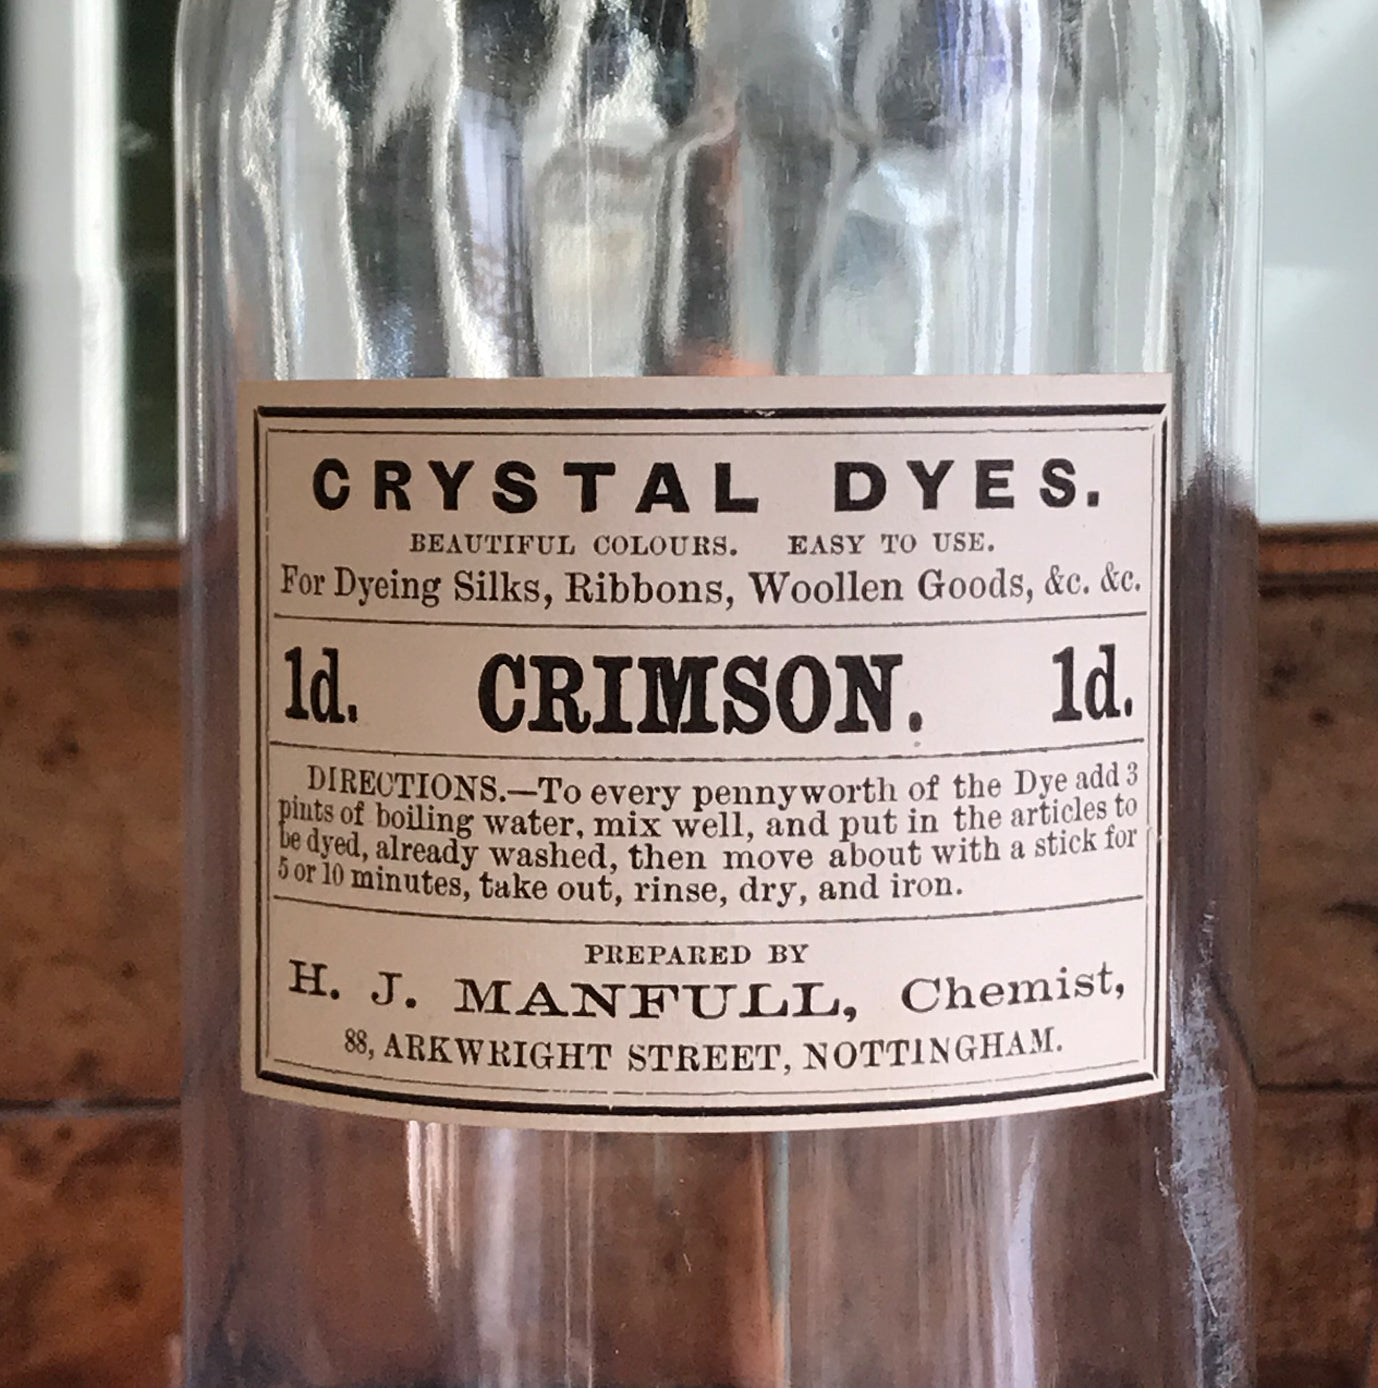 CRYSTAL DYES.
BEAUTIFUL COLOURS. EASY TO USE.
For Dyeing Silks, Ribbons, Woollen Goods, &c. &c.
1d. CRIMSON. 1d.
DIRECTIONS.—To every pennyworth of the Dye add 3
pints of boiling water, mix well, and put in the articles to
be dyed, already washed, then move about with a stick for
5 or 10 minutes, take out, rinse, dry, and iron.
PREPARED BY
H. J. MANFULL, Chemist,
88, ARKWRIGHT STREET, NOTTINGHAM.